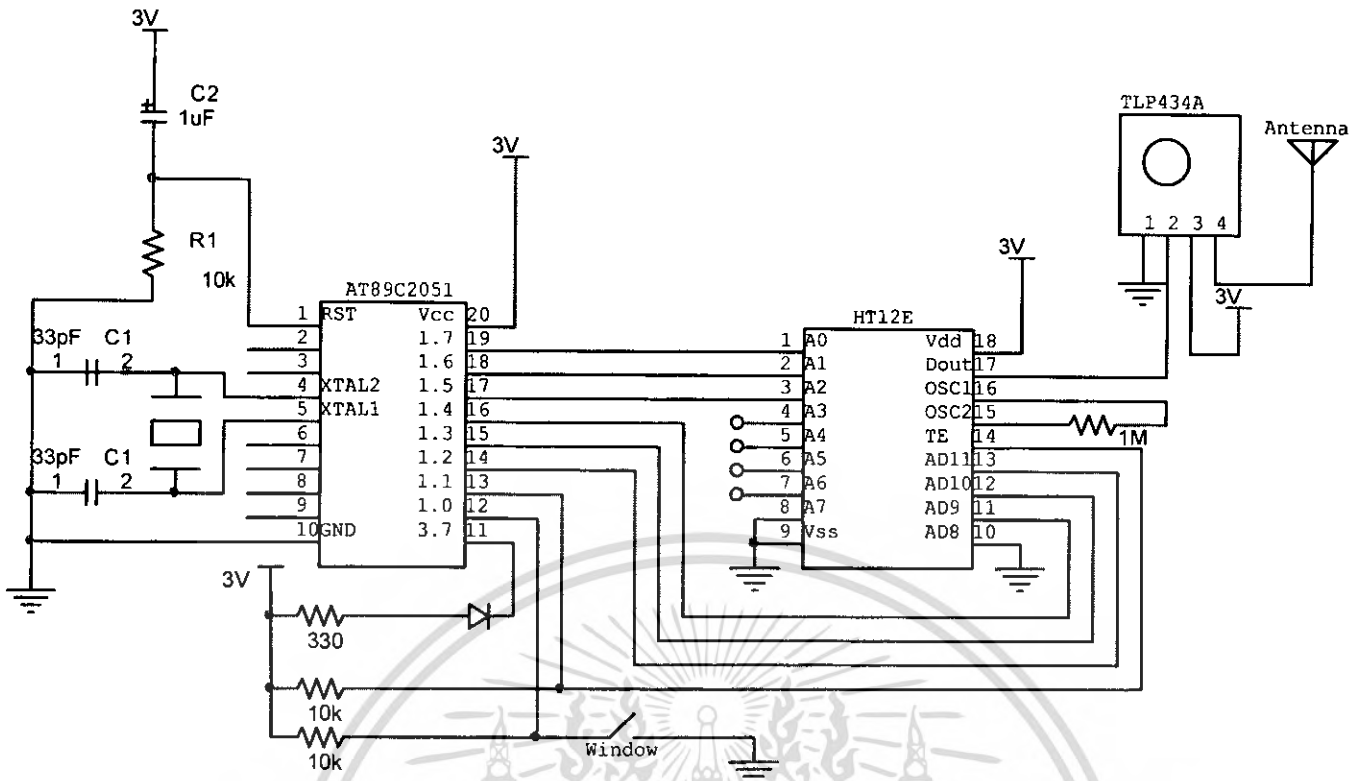 3V
C2
1uF
R1
10k
33pF C1
1 2
33pF C1
1 2
3V
AT89C2051
1 RST Vcc 20
2 1.7 19
3 1.6 18
4 XTAL2 1.5 17
5 XTAL1 1.4 16
6 1.3 15
7 1.2 14
8 1.1 13
9 1.0 12
10 GND 3.7 11
3V
330
10k
10k
Window
HT12E
1 A0 Vdd 18
2 A1 Dout 17
3 A2 OSC1 16
4 A3 OSC2 15
5 A4 TE 14
6 A5 AD11 13
7 A6 AD10 12
8 A7 AD9 11
9 Vss AD8 10
3V
1M
TLP434A
1 2 3 4
Antenna
3V